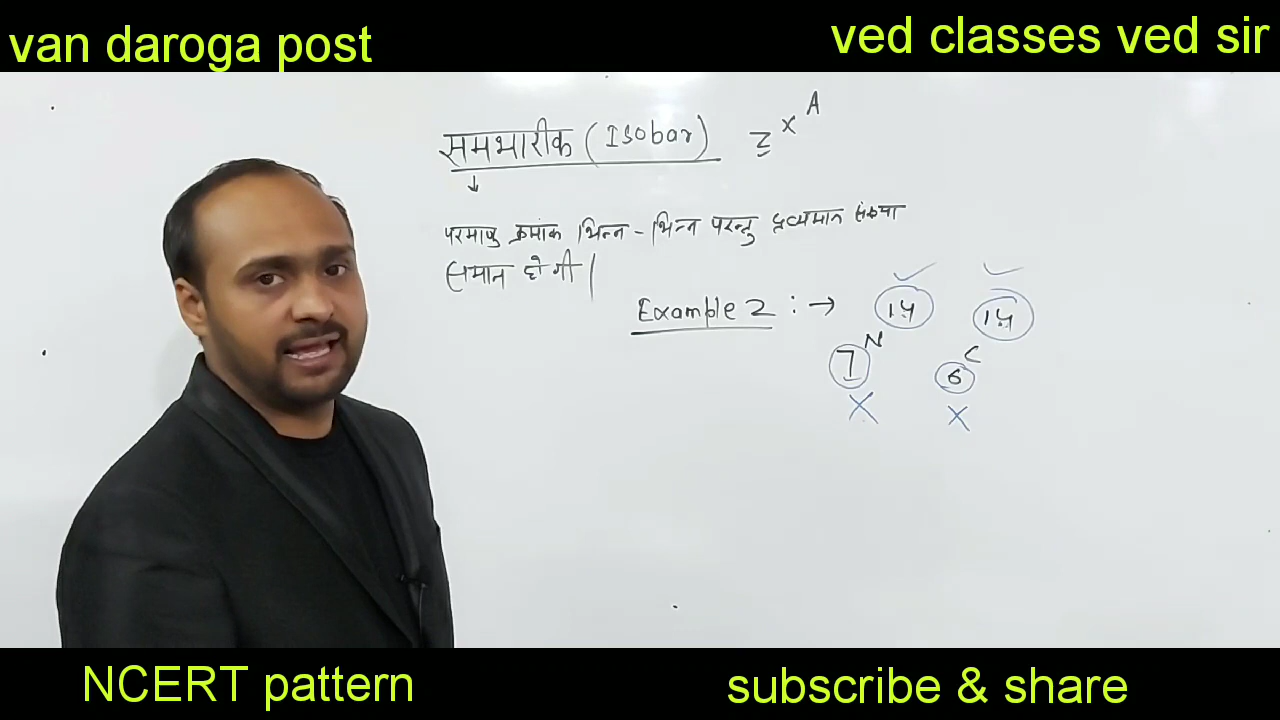 van daroga post
ved classes ved sir
समभारीक (Isobar) Z X A
परमाणु क्रमांक भिन्न - भिन्न परन्तु द्रव्यमान संख्या
समान होगी |
Example 2 : → 14 14
7 N 6 C
X X
NCERT pattern
subscribe & share